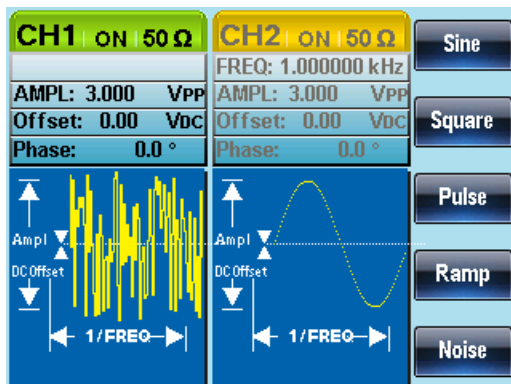 CH1 ON 50 Ω
AMPL: 3.000 VPP
Offset: 0.00 VDC
Phase: 0.0 °
Ampl
DC Offset
1/FREQ
CH2 ON 50 Ω
FREQ: 1.000000 kHz
AMPL: 3.000 VPP
Offset: 0.00 VDC
Phase: 0.0 °
Ampl
DC Offset
1/FREQ
Sine
Square
Pulse
Ramp
Noise